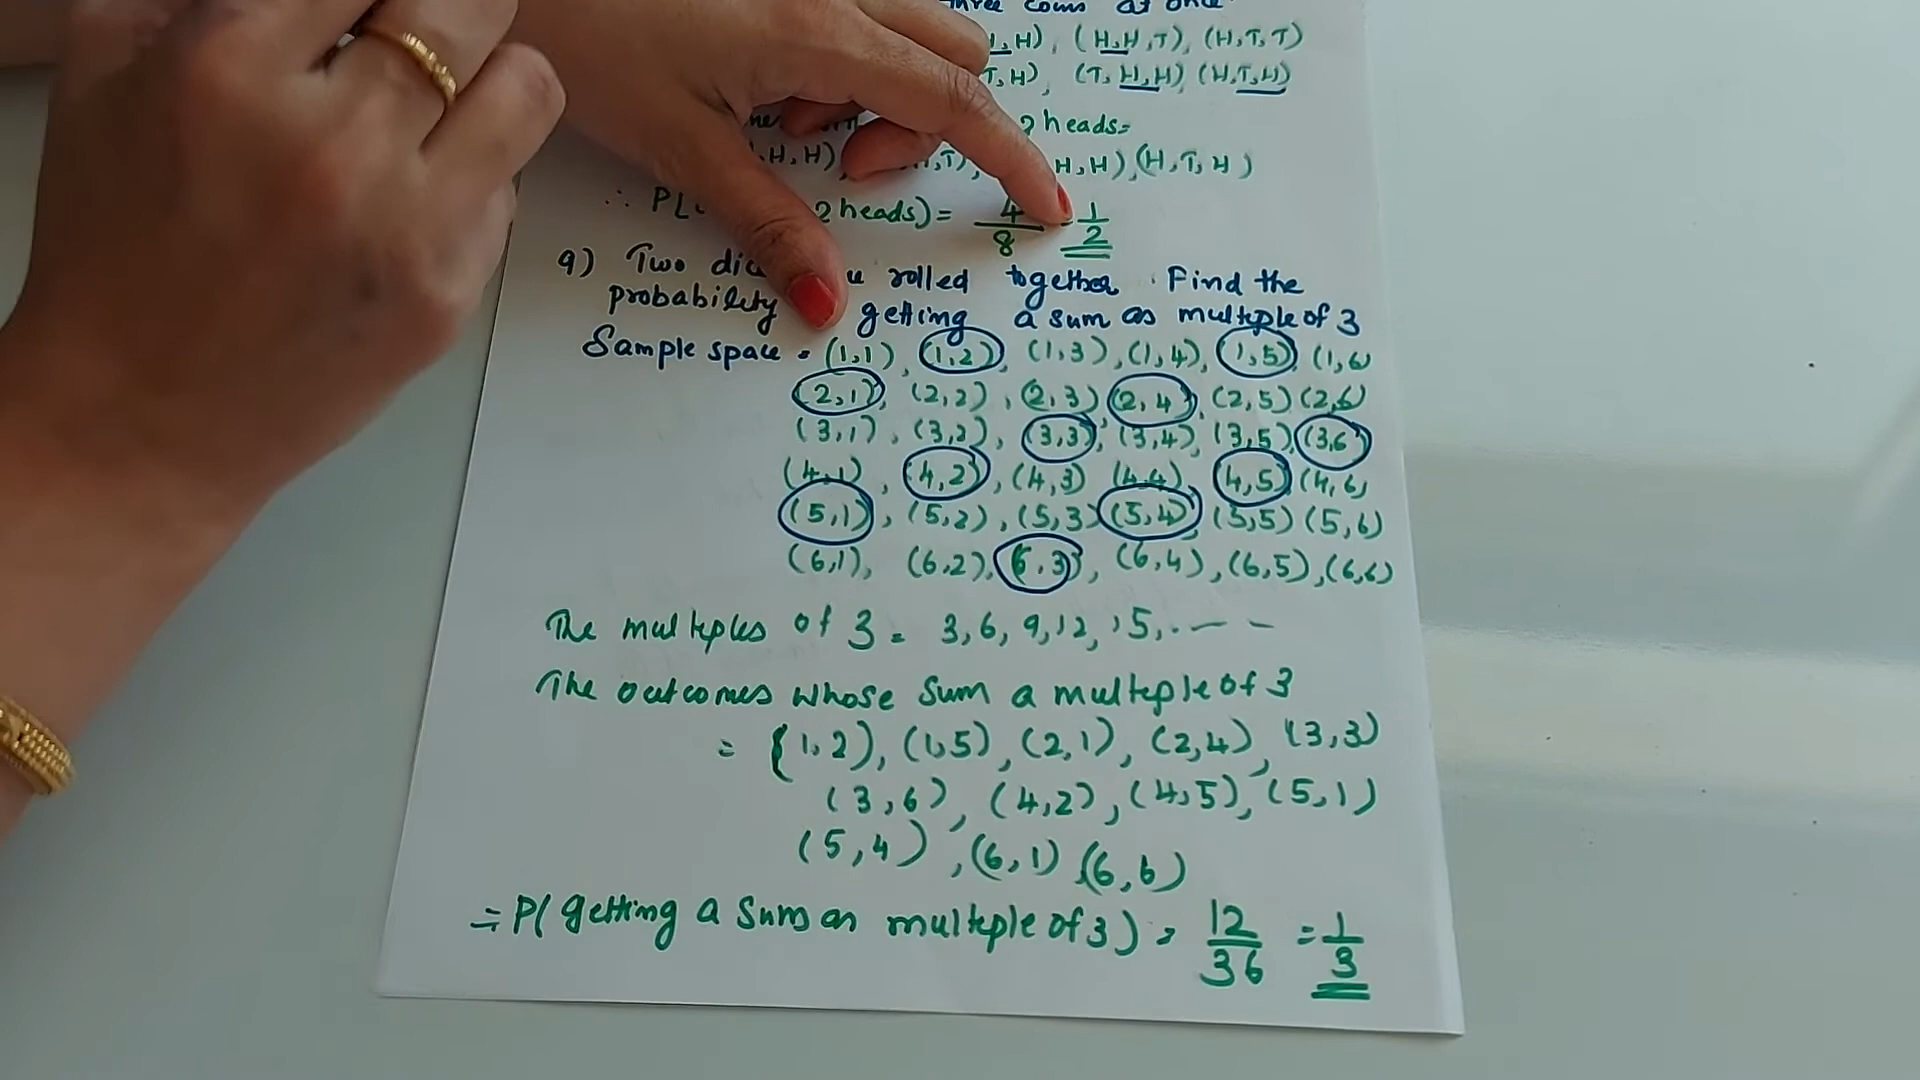 three coins at once
H), (H,H,T), (H,T,T)
T,H), (T,H,H) (H,T,H)
2 heads=
H,H), ,T), H,H),(H,T,H)
∴ P( 2 heads) = 4/8 = 1/2
9) Two rolled together. Find the
probability getting a sum as multiple of 3
Sample space = (1,1), (1,2), (1,3), (1,4), (1,5), (1,6
(2,1), (2,2), (2,3), (2,4), (2,5) (2,6)
(3,1), (3,2), (3,3), (3,4), (3,5) (3,6)
(4,1), (4,2), (4,3) (4,4), (4,5), (4,6)
(5,1), (5,2), (5,3) (5,4), (5,5) (5,6)
(6,1), (6,2), (6,3), (6,4), (6,5), (6,6)
The multiples of 3 = 3, 6, 9, 12, 15, ...
The outcomes whose sum a multiple of 3
= {1,2), (1,5), (2,1), (2,4), (3,3)
(3,6), (4,2), (4,5), (5,1)
(5,4), (6,1) (6,6)
= P( getting a sum as multiple of 3) = 12/36 = 1/3